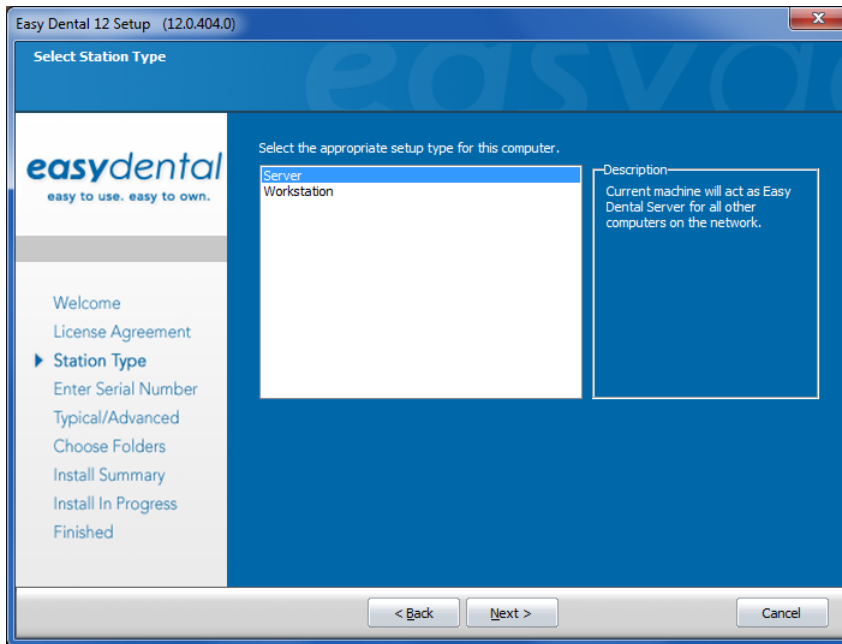 Easy Dental 12 Setup   (12.0.404.0)
Select Station Type
easydental
easy to use. easy to own.
Welcome
License Agreement
Station Type
Enter Serial Number
Typical/Advanced
Choose Folders
Install Summary
Install In Progress
Finished
Select the appropriate setup type for this computer.
Server
Workstation
Description
Current machine will act as Easy
Dental Server for all other
computers on the network.
< Back
Next >
Cancel